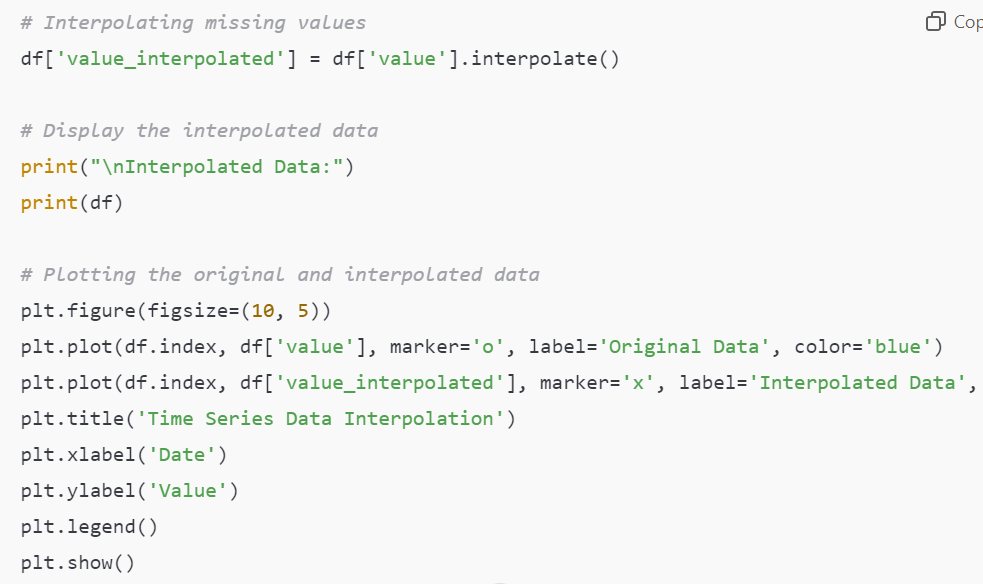 # Interpolating missing values
Cop
df['value_interpolated'] = df['value'].interpolate()
# Display the interpolated data
print("\nInterpolated Data:")
print(df)
# Plotting the original and interpolated data
plt.figure(figsize=(10, 5))
plt.plot(df.index, df['value'], marker='o', label='Original Data', color='blue')
plt.plot(df.index, df['value_interpolated'], marker='x', label='Interpolated Data',
plt.title('Time Series Data Interpolation')
plt.xlabel('Date')
plt.ylabel('Value')
plt.legend()
plt.show()